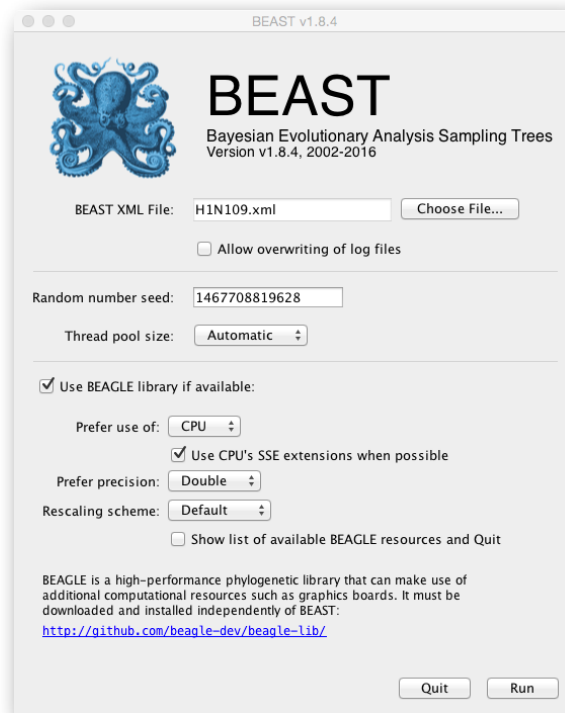 BEAST v1.8.4
BEAST
Bayesian Evolutionary Analysis Sampling Trees
Version v1.8.4, 2002-2016
BEAST XML File: H1N109.xml Choose File...
Allow overwriting of log files
Random number seed: 1467708819628
Thread pool size: Automatic
Use BEAGLE library if available:
Prefer use of: CPU
Use CPU's SSE extensions when possible
Prefer precision: Double
Rescaling scheme: Default
Show list of available BEAGLE resources and Quit
BEAGLE is a high-performance phylogenetic library that can make use of
additional computational resources such as graphics boards. It must be
downloaded and installed independently of BEAST:
http://github.com/beagle-dev/beagle-lib/
Quit Run